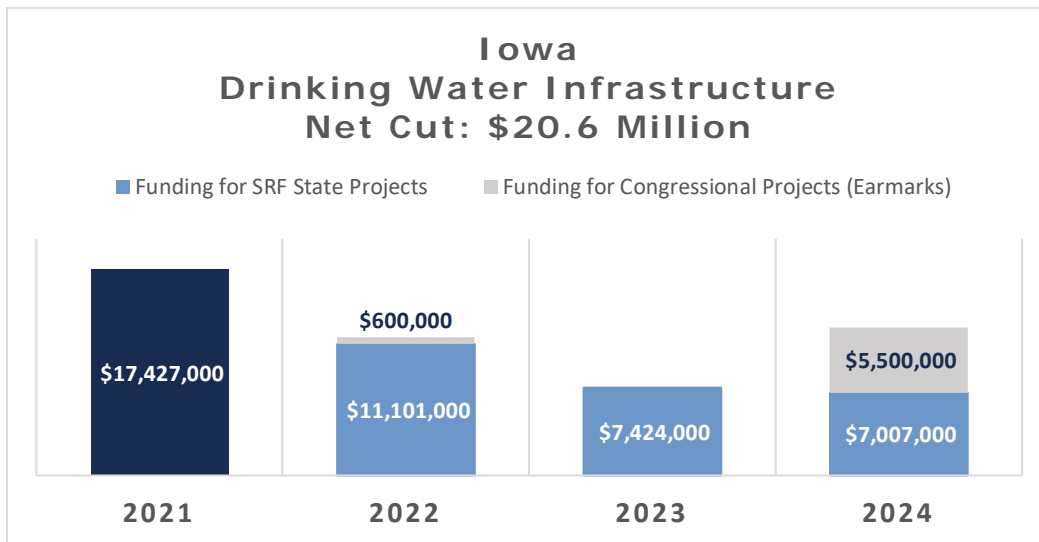 Iowa
Drinking Water Infrastructure
Net Cut: $20.6 Million
Funding for SRF State Projects Funding for Congressional Projects (Earmarks)
$17,427,000
$600,000
$11,101,000
$7,424,000
$5,500,000
$7,007,000
2021 2022 2023 2024